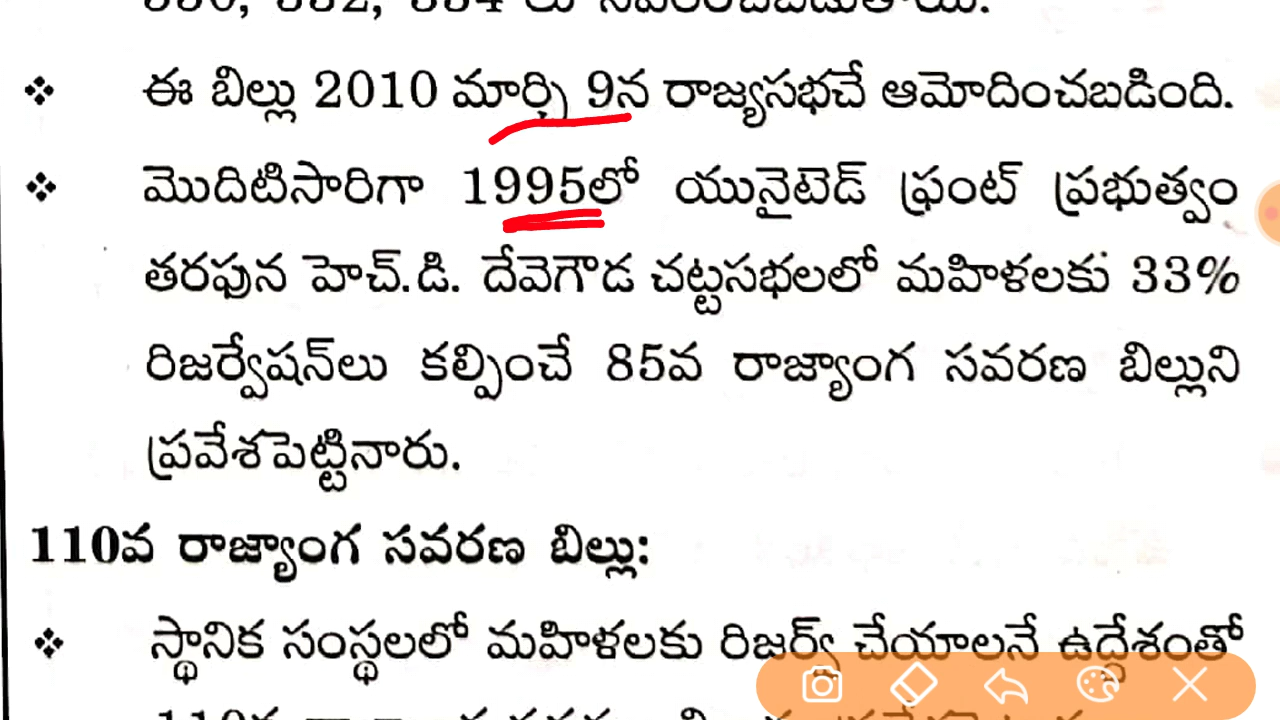 ❖ ఈ బిల్లు 2010 మార్చి 9న రాజ్యసభచే ఆమోదించబడింది.
❖ మొదిటిసారిగా 1995లో యునైటెడ్ ఫ్రంట్ ప్రభుత్వం
తరఫున హెచ్.డి. దేవెగౌడ చట్టసభలలో మహిళలకు 33%
రిజర్వేషన్‌లు కల్పించే 85వ రాజ్యాంగ సవరణ బిల్లుని
ప్రవేశపెట్టినారు.
110వ రాజ్యాంగ సవరణ బిల్లు:
❖ స్థానిక సంస్థలలో మహిళలకు రిజర్వ్ చేయాలనే ఉద్దేశంతో